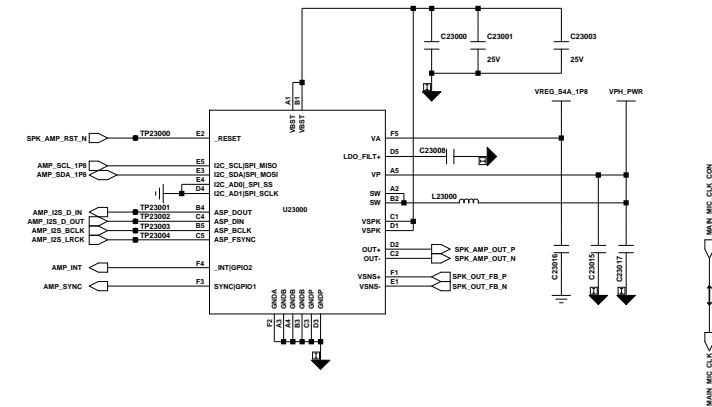 C23000
C23001
C23003
25V
25V
A1
B1
VREG_S4A_1P8
VPH_PWR
VBST
VBST
SPK_AMP_RST_N
TP23000
E2
_RESET
VA
F5
LDO_FILT+
D5
C23008
AMP_SCL_1P8
E5
I2C_SCL|SPI_MISO
AMP_SDA_1P8
E3
I2C_SDA|SPI_MOSI
E4
I2C_AD0|_SPI_SS
D4
I2C_AD1|SPI_SCLK
VP
A5
SW
A2
SW
B2
L23000
U23000
AMP_I2S_D_IN
TP23001
B4
ASP_DOUT
AMP_I2S_D_OUT
TP23002
C4
ASP_DIN
AMP_I2S_BCLK
TP23003
B5
ASP_BCLK
AMP_I2S_LRCK
TP23004
C5
ASP_FSYNC
VSPK
C1
VSPK
D1
OUT+
D2
SPK_AMP_OUT_P
OUT-
C2
SPK_AMP_OUT_N
AMP_INT
F4
_INT|GPIO2
VSNS+
F1
SPK_OUT_FB_P
AMP_SYNC
F3
SYNC|GPIO1
VSNS-
E1
SPK_OUT_FB_N
GNDA
GNDB
GNDB
GNDB
GNDP
GNDP
F2
A3
A4
B3
C3
D3
C23016
C23015
C23017
MAIN_MIC_CLK_CON
MAIN_MIC_CLK